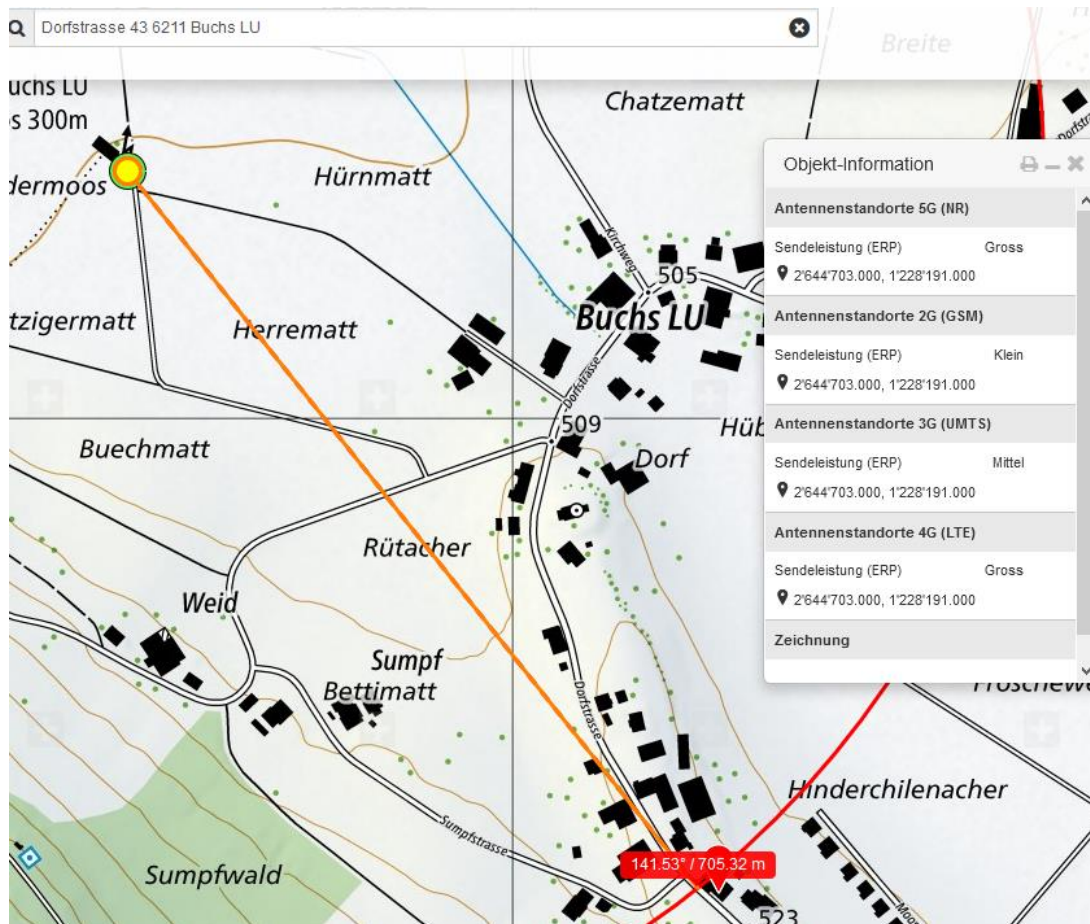 Dorfstrasse 43 6211 Buchs LU
Breite
uchs LU
s 300m
dermoos
Hürnmatt
Chatzematt
Kirchweg
505
Buchs LU
tzigermatt
Herrematt
Dorfstrasse
509
Hüb
Buechmatt
Dorf
Rütacher
Weid
Sumpf
Bettimatt
Dorfstrasse
Sumpfstrasse
Hinderchilenacher
Sumpfwald
141.53° / 705.32 m
523
Moo
Dorfstr
Objekt-Information
Antennenstandorte 5G (NR)
Sendeleistung (ERP) Gross
2'644'703.000, 1'228'191.000
Antennenstandorte 2G (GSM)
Sendeleistung (ERP) Klein
2'644'703.000, 1'228'191.000
Antennenstandorte 3G (UMTS)
Sendeleistung (ERP) Mittel
2'644'703.000, 1'228'191.000
Antennenstandorte 4G (LTE)
Sendeleistung (ERP) Gross
2'644'703.000, 1'228'191.000
Zeichnung